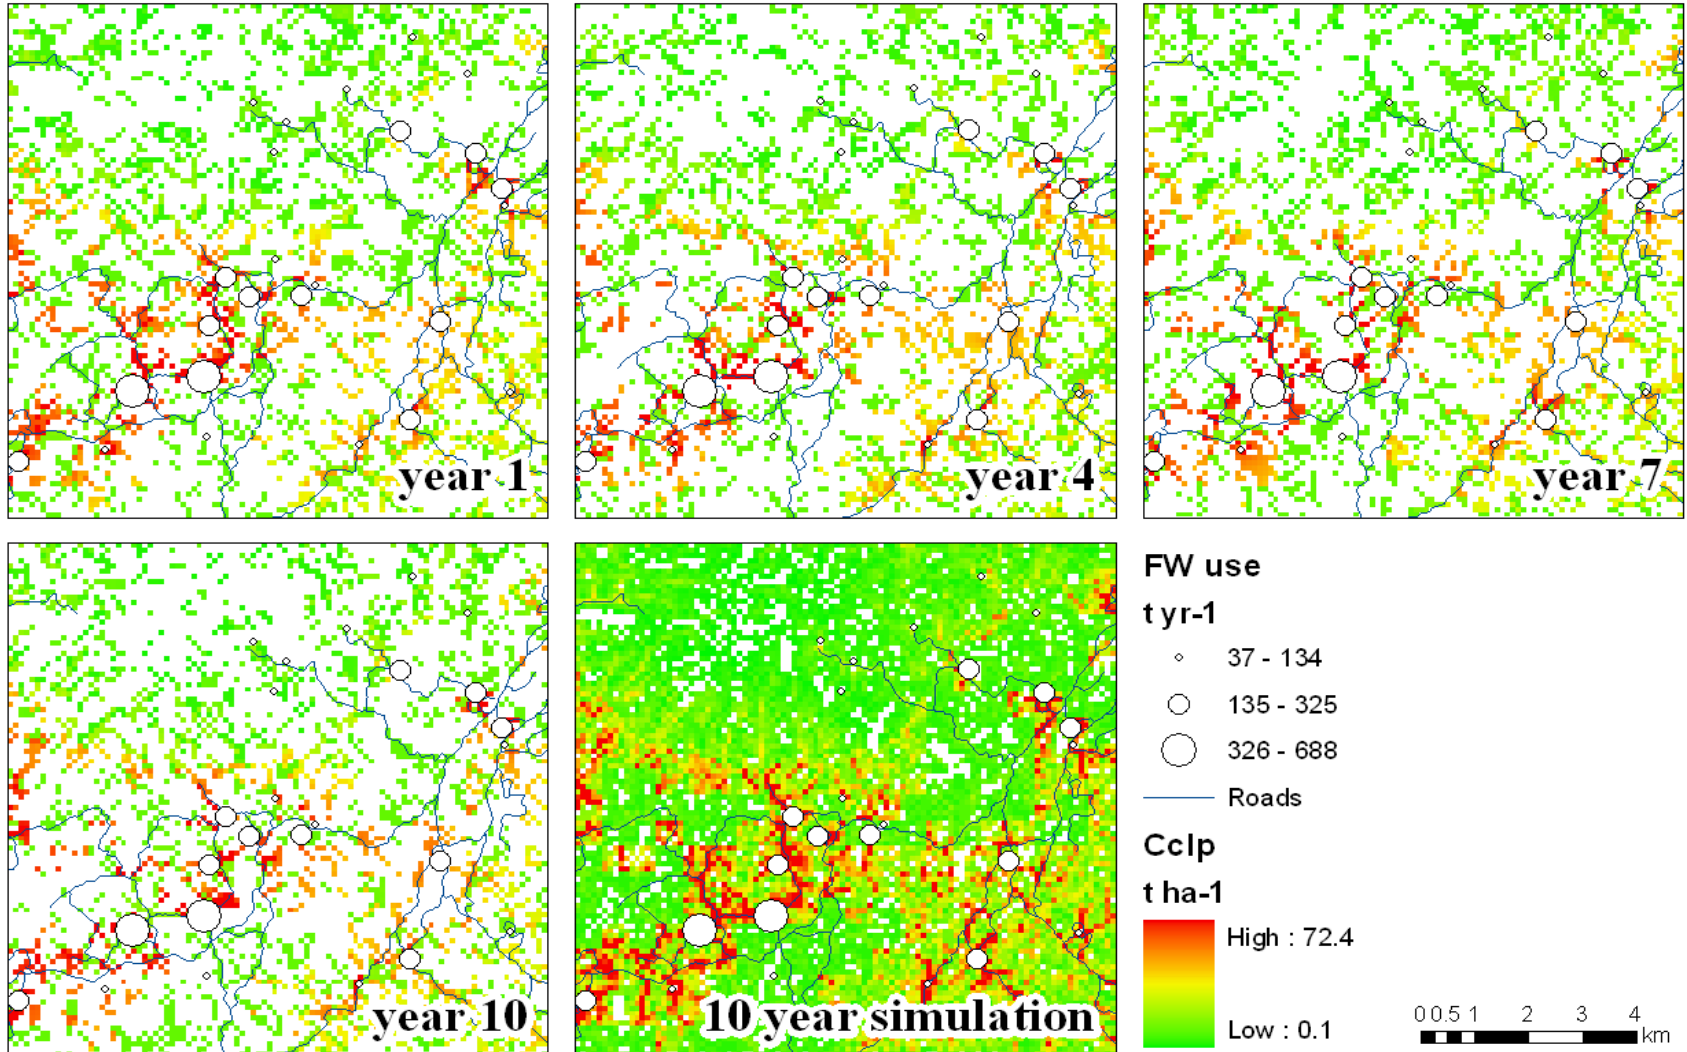 year 1
year 4
year 7
year 10
10 year simulation
FW use
t yr-1
37 - 134
135 - 325
326 - 688
Roads
Cclp
t ha-1
High : 72.4
Low : 0.1
0 0.5 1 2 3 4
km